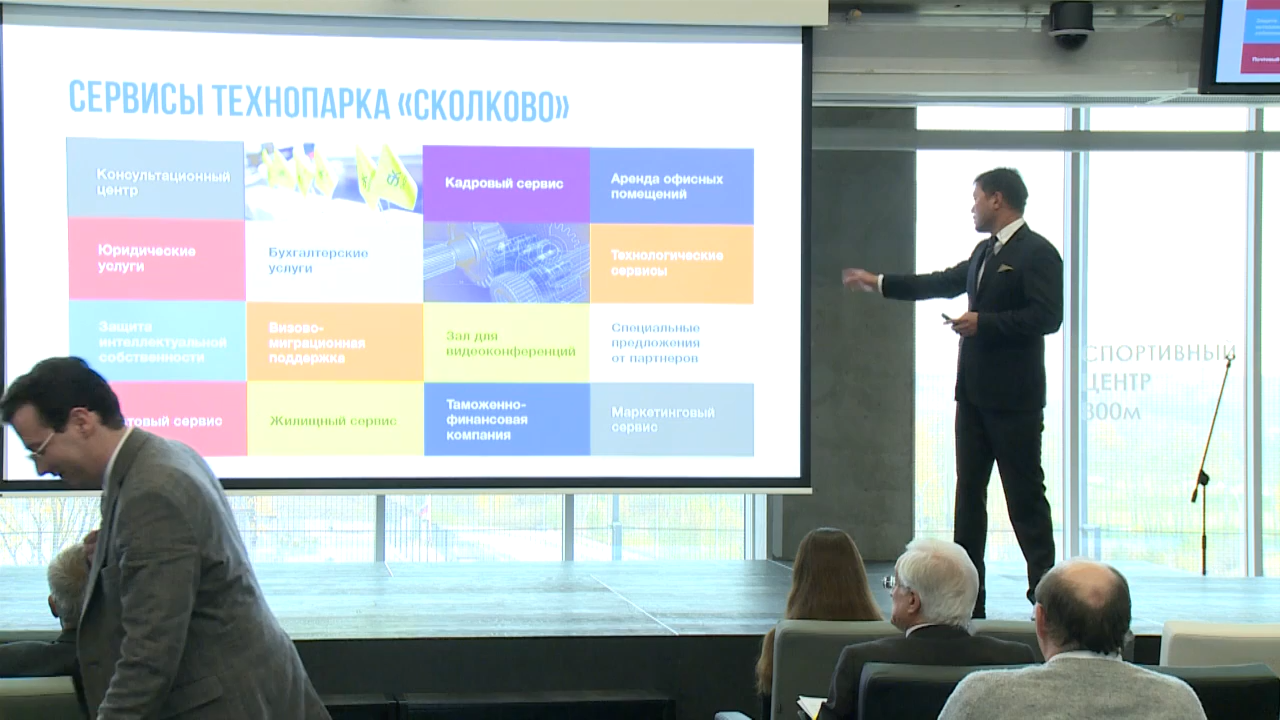 СЕРВИСЫ ТЕХНОПАРКА «СКОЛКОВО»
Консультационный
центр
Кадровый сервис
Аренда офисных
помещений
Юридические
услуги
Бухгалтерские
услуги
Технологические
сервисы
Защита
интеллектуальной
собственности
Визово-
миграционная
поддержка
Зал для
видеоконференций
Специальные
предложения
от партнеров
сервис
Жилищный сервис
Таможенно-
финансовая
компания
Маркетинговый
сервис
СПОРТИВНЫЙ
ЦЕНТР
300м